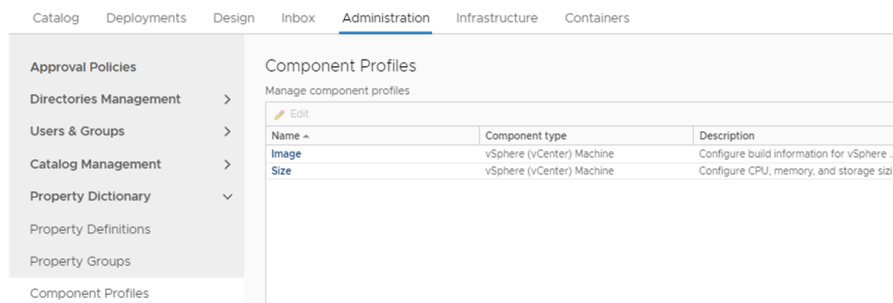 Catalog Deployments Design Inbox Administration Infrastructure Containers
Approval Policies
Directories Management
Users & Groups
Catalog Management
Property Dictionary
Property Definitions
Property Groups
Component Profiles
Component Profiles
Manage component profiles
Edit
Name Component type Description
Image vSphere (vCenter) Machine Configure build information for vSphere .
Size vSphere (vCenter) Machine Configure CPU, memory, and storage sizi